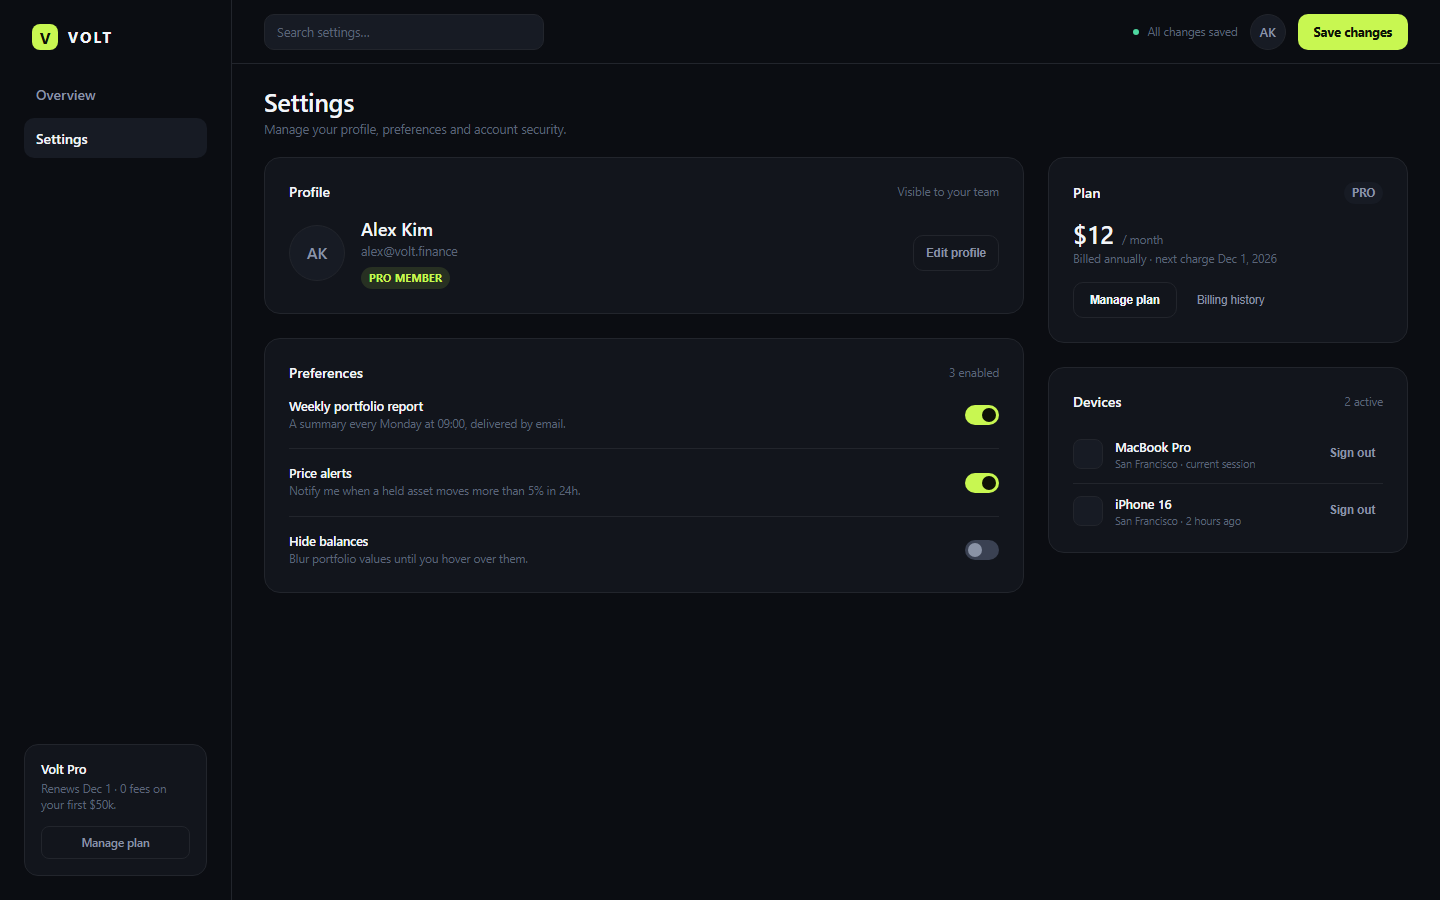 V VOLT
Search settings...
All changes saved
AK
Save changes
Overview
Settings
Settings
Manage your profile, preferences and account security.
Profile
Visible to your team
AK
Alex Kim
alex@volt.finance
PRO MEMBER
Edit profile
Preferences
3 enabled
Weekly portfolio report
A summary every Monday at 09:00, delivered by email.
Price alerts
Notify me when a held asset moves more than 5% in 24h.
Hide balances
Blur portfolio values until you hover over them.
Plan
PRO
$12 / month
Billed annually · next charge Dec 1, 2026
Manage plan
Billing history
Devices
2 active
MacBook Pro
San Francisco · current session
Sign out
iPhone 16
San Francisco · 2 hours ago
Sign out
Volt Pro
Renews Dec 1 · 0 fees on
your first $50k.
Manage plan